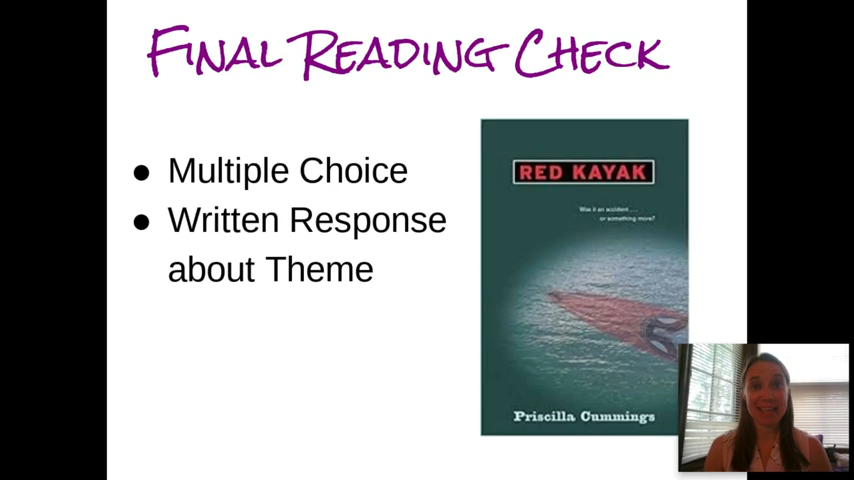 FINAL READING CHECK
● Multiple Choice
● Written Response
about Theme
RED KAYAK
Was it an accident . . .
or something more?
Priscilla Cummings